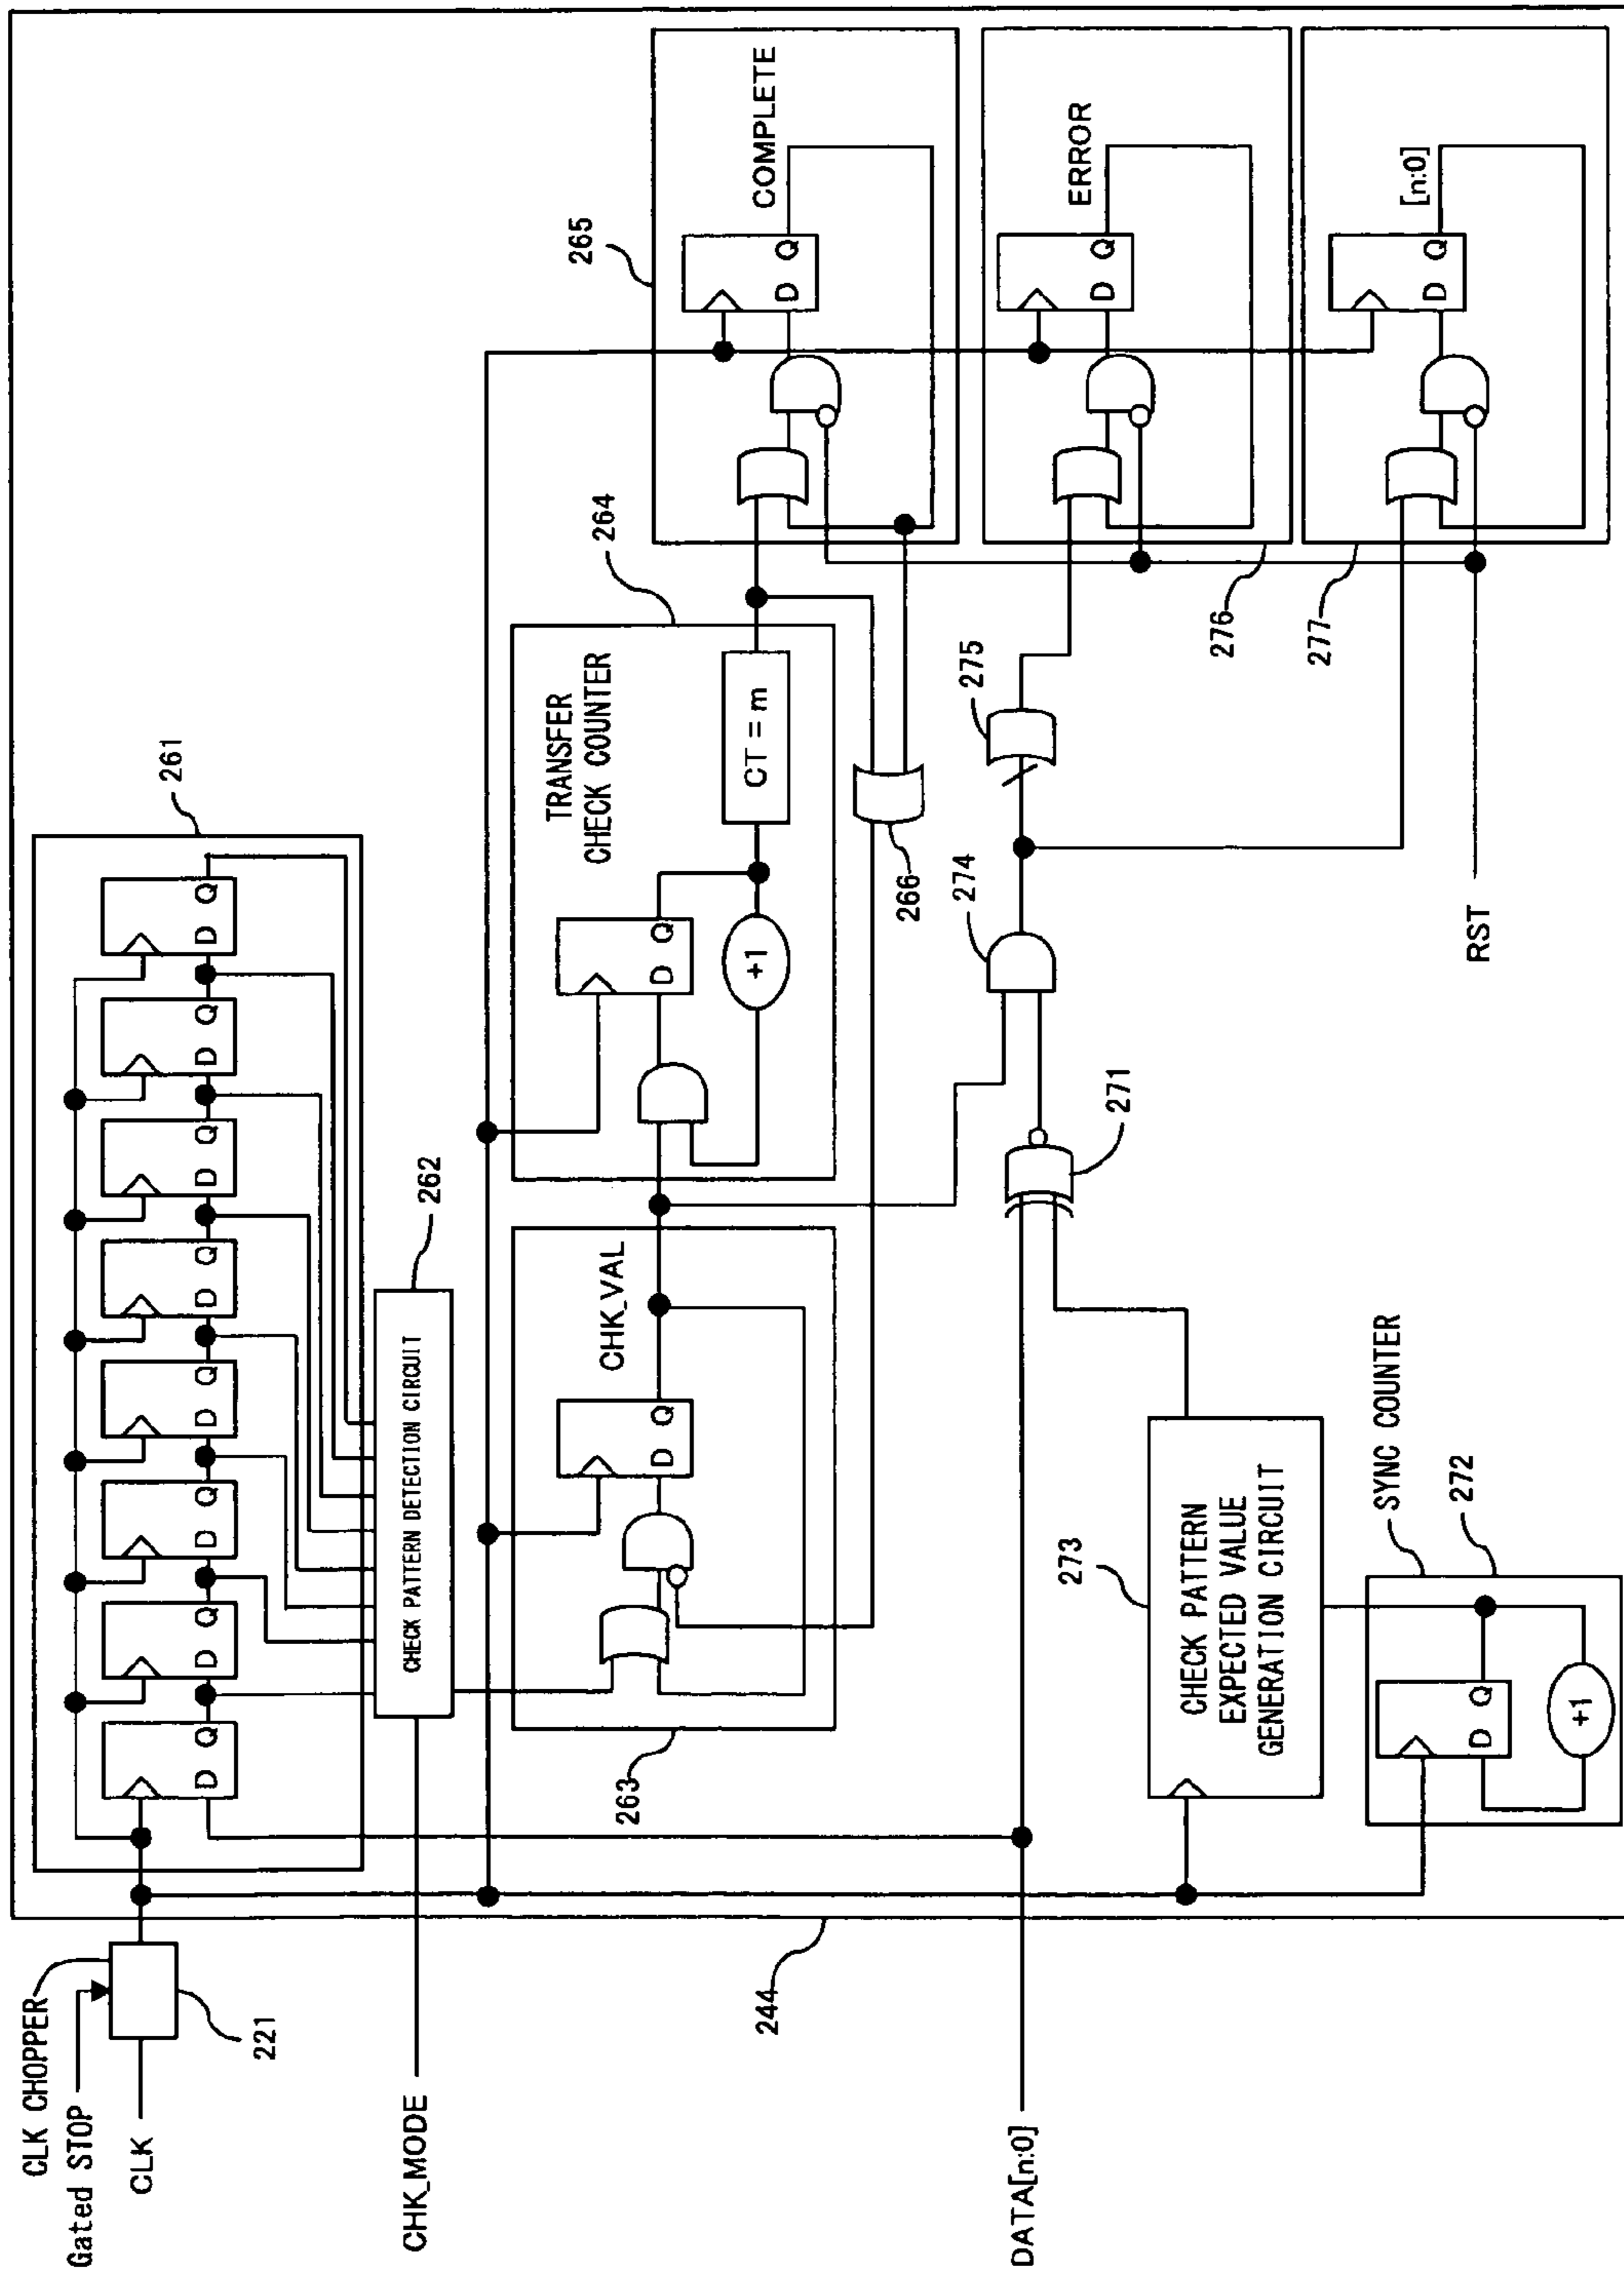 CLK CHOPPER
Gated STOP
CLK
221
CHK_MODE
DATA[n:0]
244
261
D Q
D Q
D Q
D Q
D Q
D Q
D Q
D Q
262
CHECK PATTERN DETECTION CIRCUIT
263
CHK_VAL
D Q
264
TRANSFER
CHECK COUNTER
D Q
+1
CT = m
265
COMPLETE
D Q
266
271
274
275
276
ERROR
D Q
277
[n:0]
D Q
RST
273
CHECK PATTERN
EXPECTED VALUE
GENERATION CIRCUIT
SYNC COUNTER
272
D Q
+1